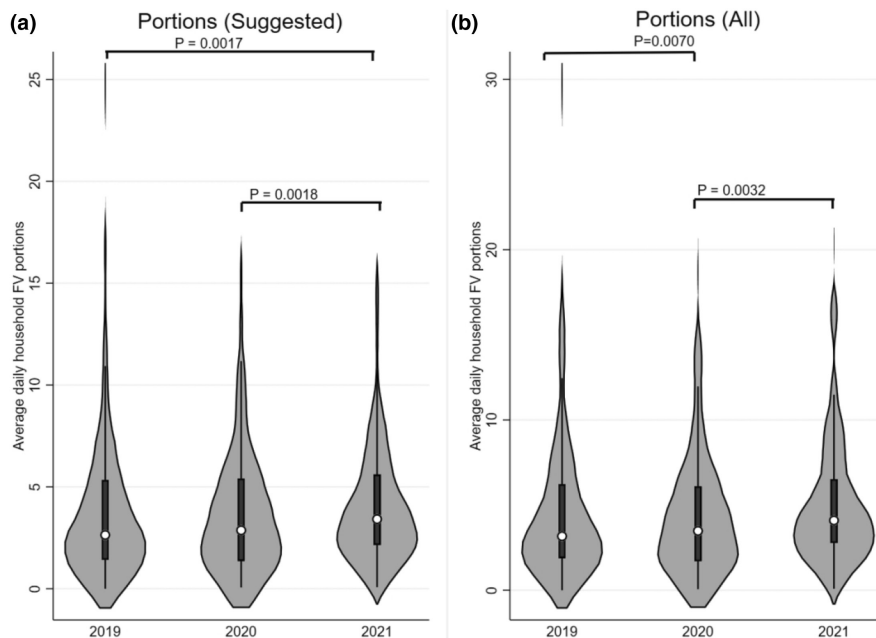 (a)
Portions (Suggested)
P = 0.0017
P = 0.0018
Average daily household FV portions
25
20
15
10
5
0
2019
2020
2021
(b)
Portions (All)
P=0.0070
P = 0.0032
Average daily household FV portions
30
20
10
0
2019
2020
2021